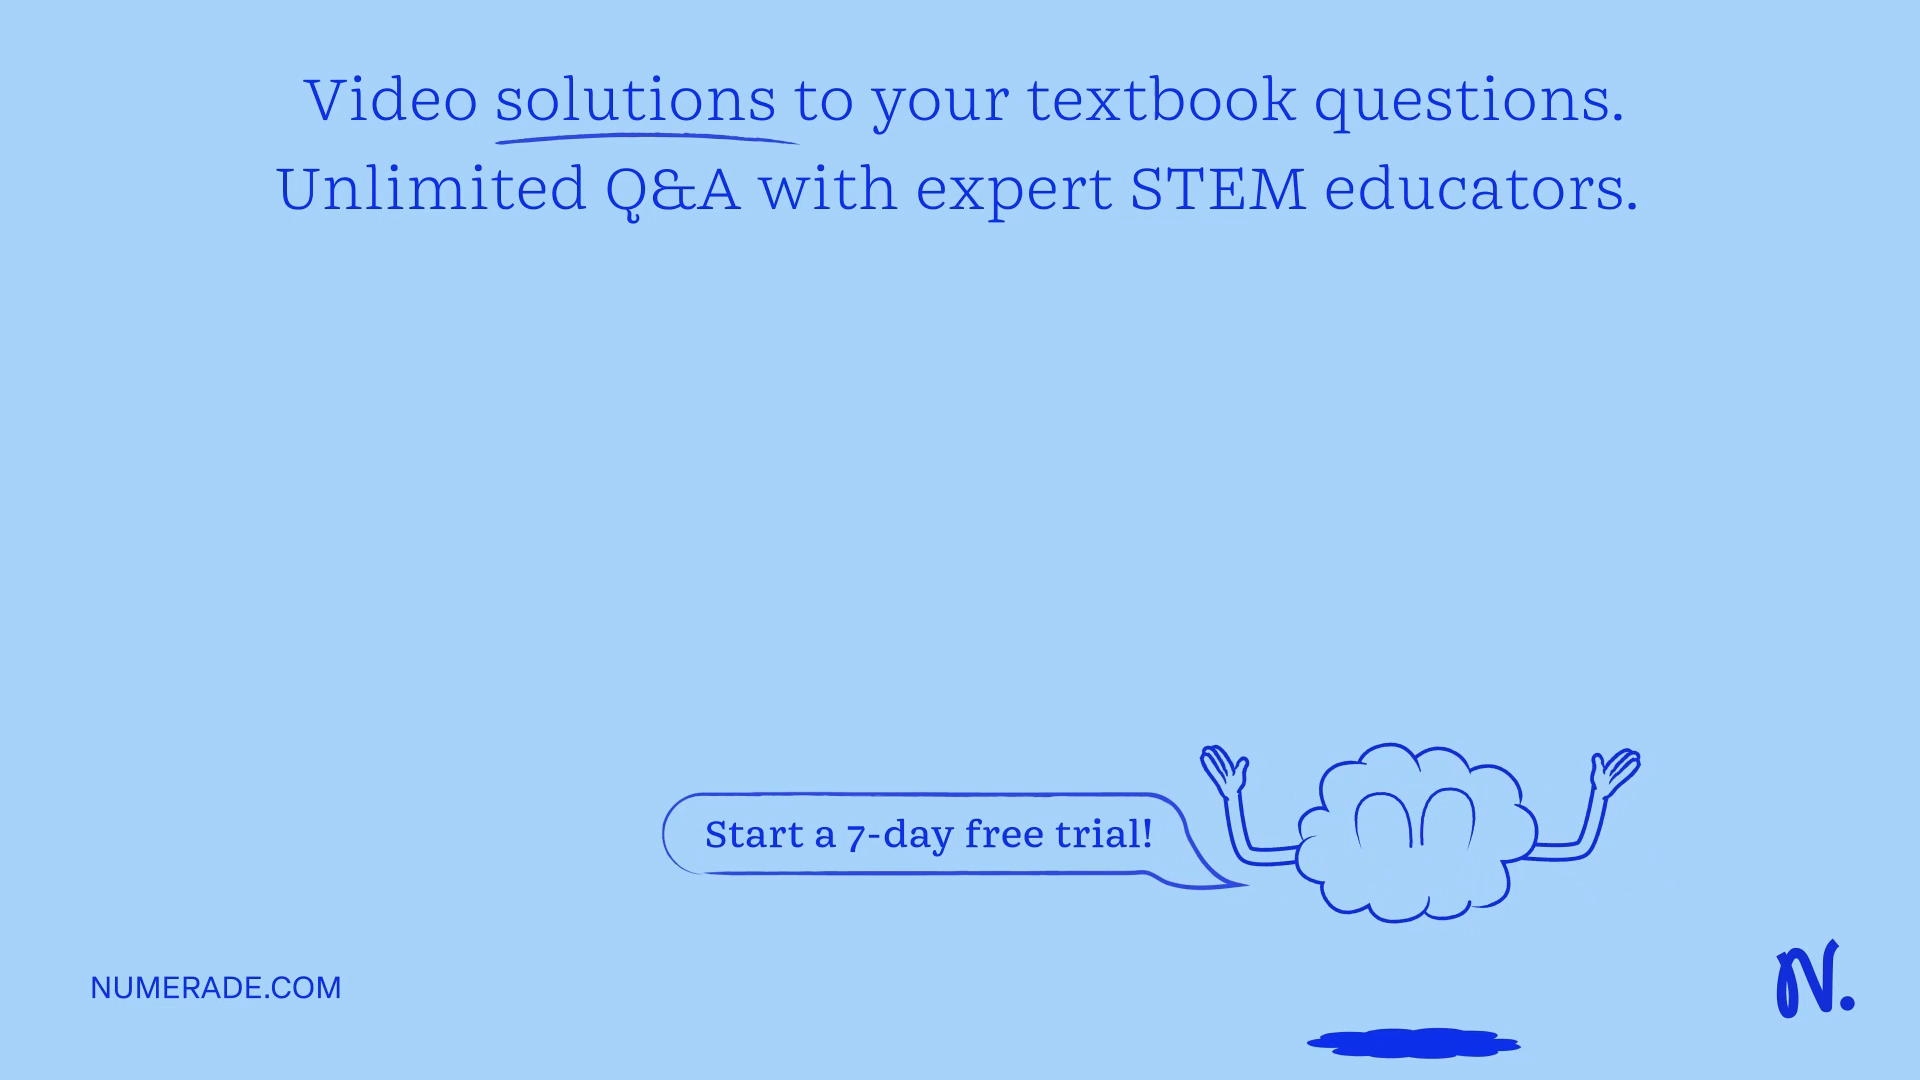 Video solutions to your textbook questions.
Unlimited Q&A with expert STEM educators.
Start a 7-day free trial!
NUMERADE.COM
N.